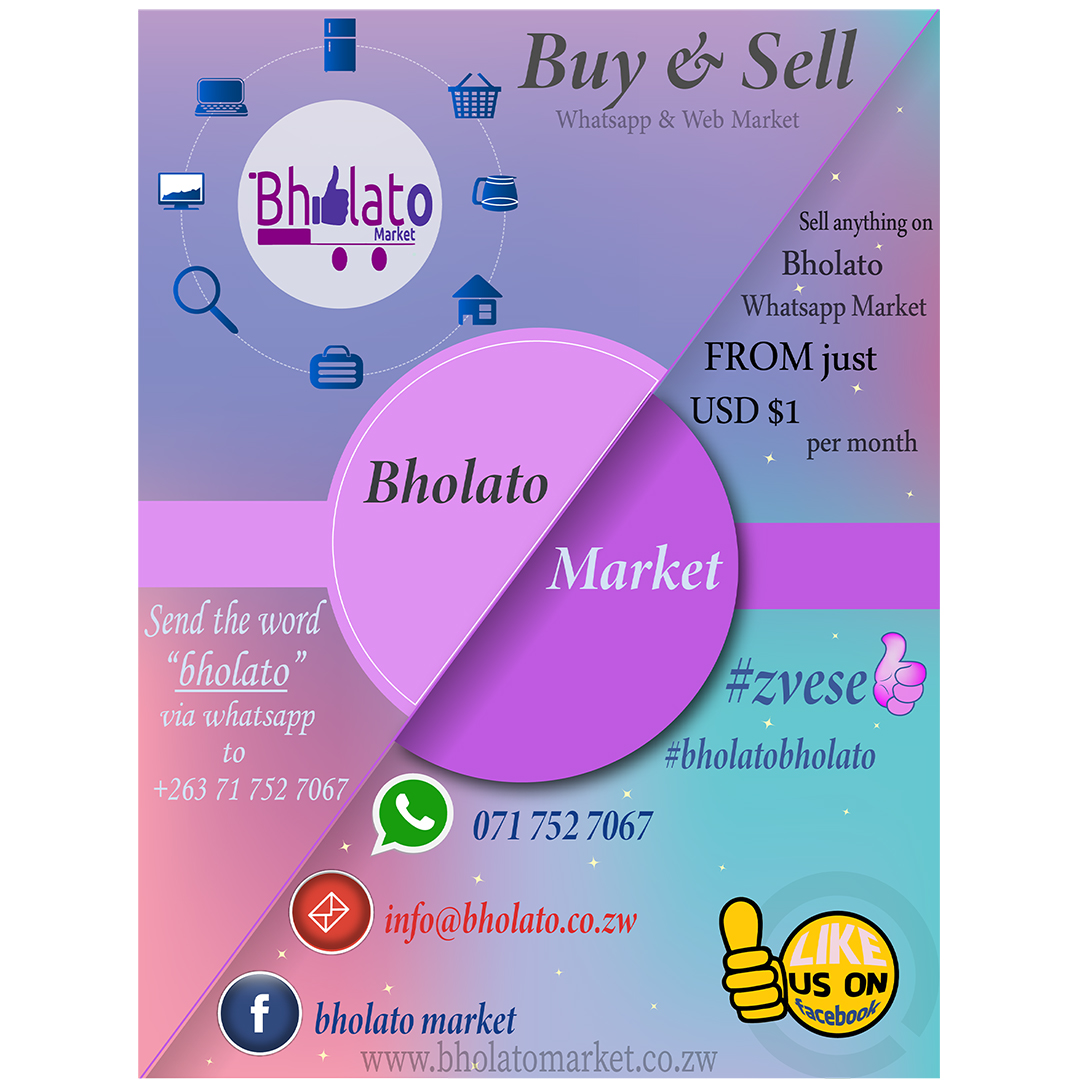 Buy & Sell
Whatsapp & Web Market
Bholato
Market
Sell anything on
Bholato
Whatsapp Market
FROM just
USD $1
per month
Bholato
Market
Send the word
“bholato”
via whatsapp
to
+263 71 752 7067
#zvese
#bholatobholato
071 752 7067
info@bholato.co.zw
bholato market
LIKE
US ON
facebook
www.bholatomarket.co.zw